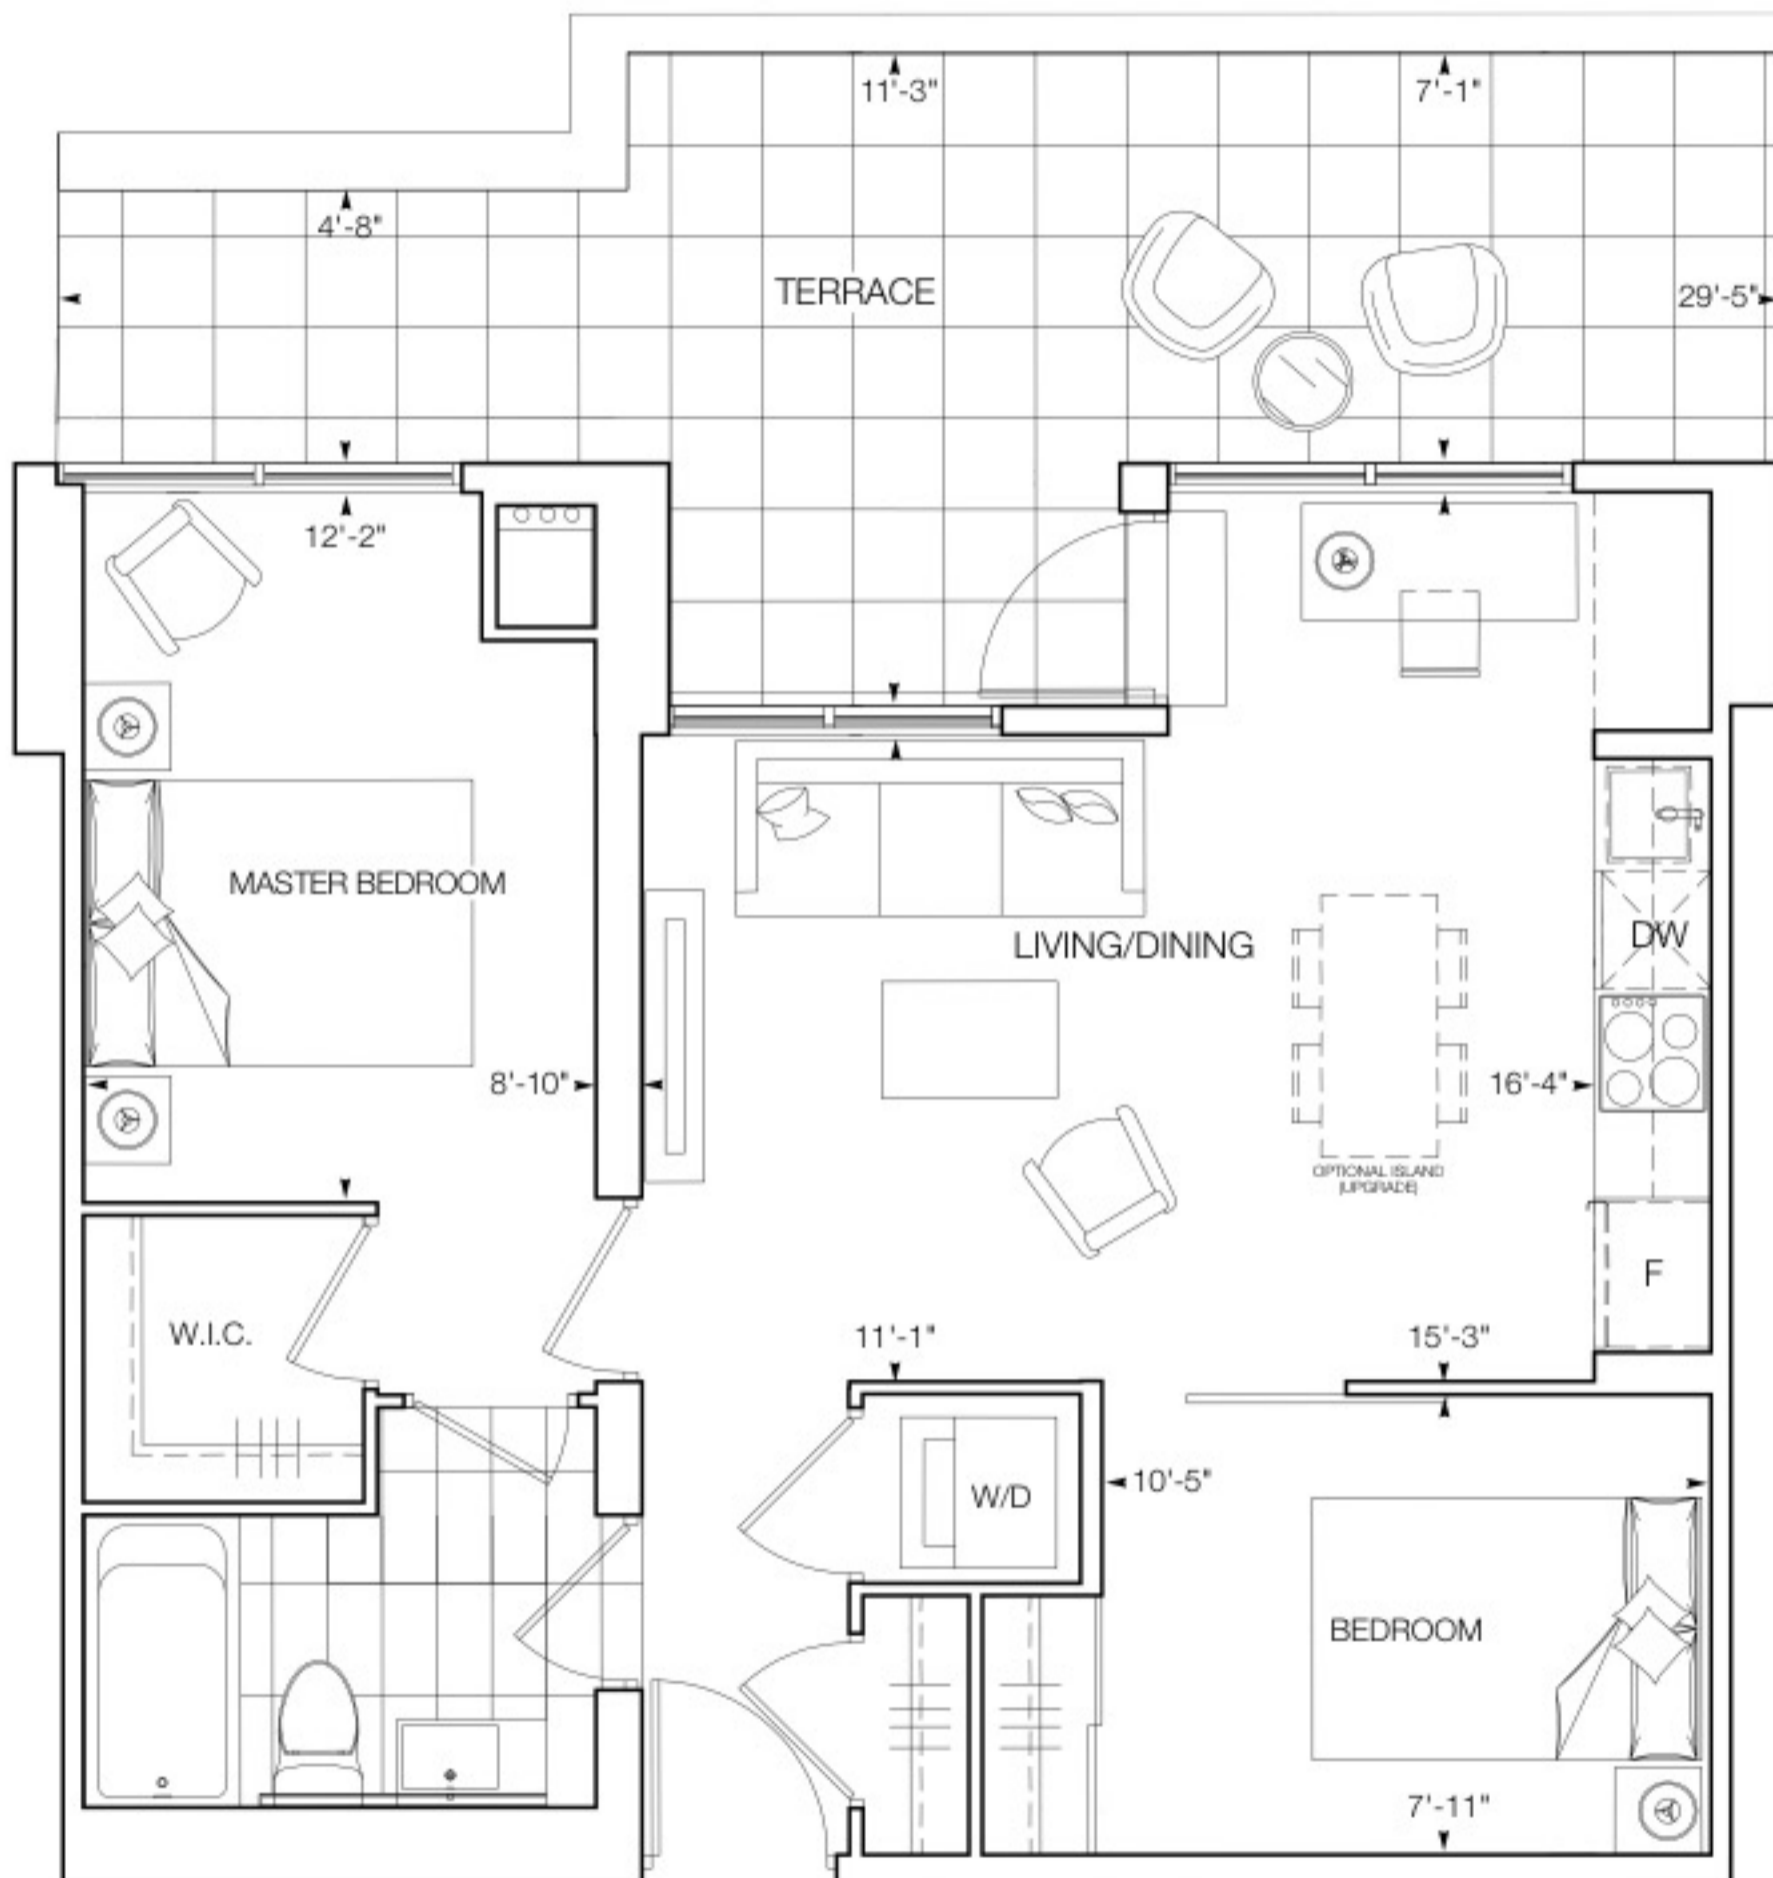 11'-3"
7'-1"
4'-8"
TERRACE
29'-5"
12'-2"
MASTER BEDROOM
LIVING/DINING
DW
8'-10"
16'-4"
OPTIONAL ISLAND
(UPGRADE)
F
W.I.C.
11'-1"
15'-3"
10'-5"
W/D
BEDROOM
7'-11"